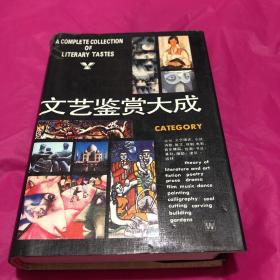 A COMPLETE COLLECTION
OF
LITERARY TASTES
文艺鉴赏大成
CATEGORY
theory of
literature and art
fiction poetry
prose drama
film music dance
painting
calligraphy seal
cutting carving
building
gardens
W